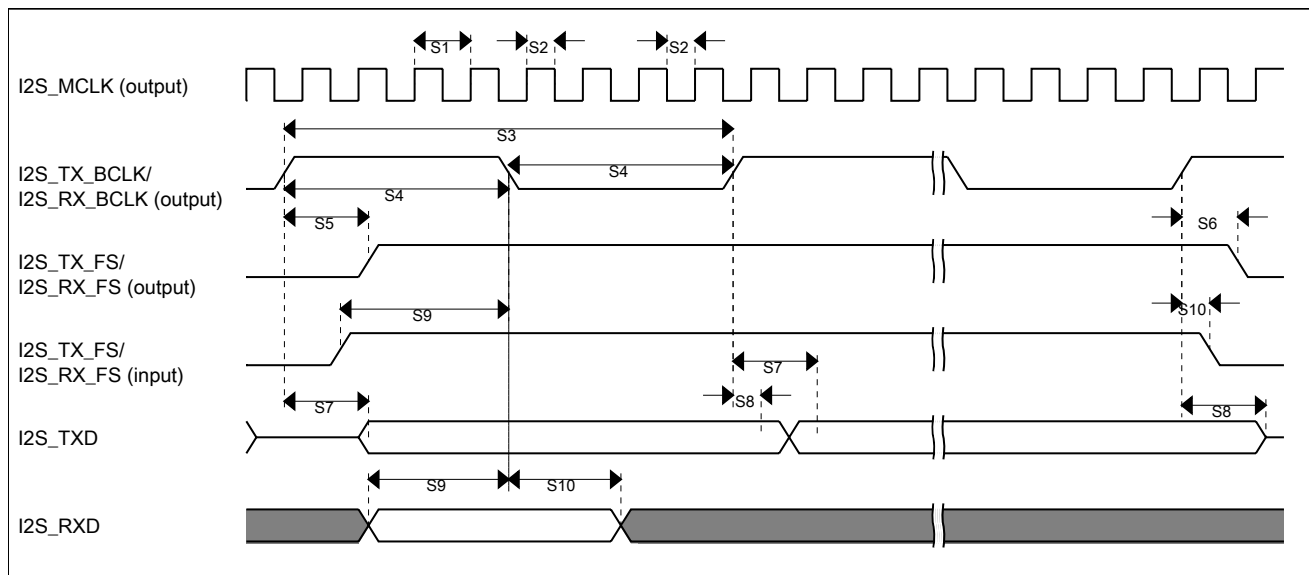 S1
S2
S2
I2S_MCLK (output)
S3
I2S_TX_BCLK/
I2S_RX_BCLK (output)
S4
S4
S5
S6
I2S_TX_FS/
I2S_RX_FS (output)
S9
S10
I2S_TX_FS/
I2S_RX_FS (input)
S7
S7
S8
S8
I2S_TXD
S9
S10
I2S_RXD